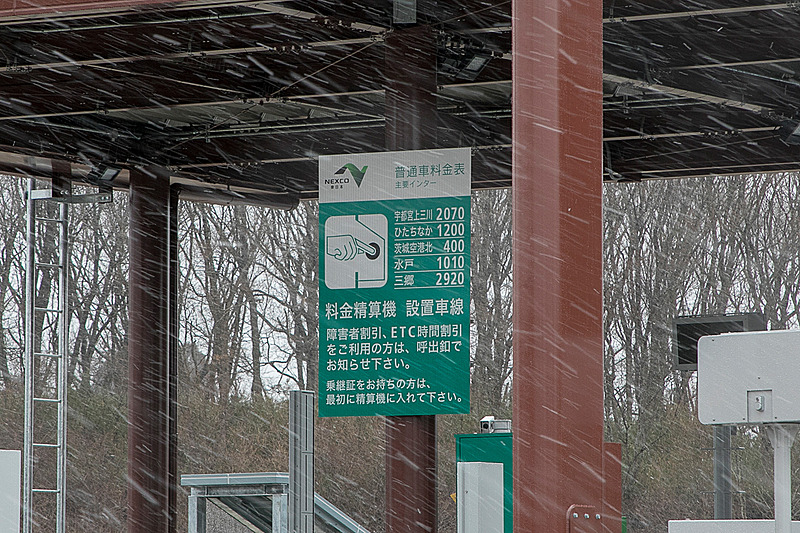 NEXCO
東日本
普通車料金表
主要インター
宇都宮上三川 2070
ひたちなか 1200
茨城空港北 400
水戸 1010
三郷 2920
料金精算機 設置車線
障害者割引、ETC時間割引
をご利用の方は、呼出釦で
お知らせ下さい。
乗継証をお持ちの方は、
最初に精算機に入れて下さい。